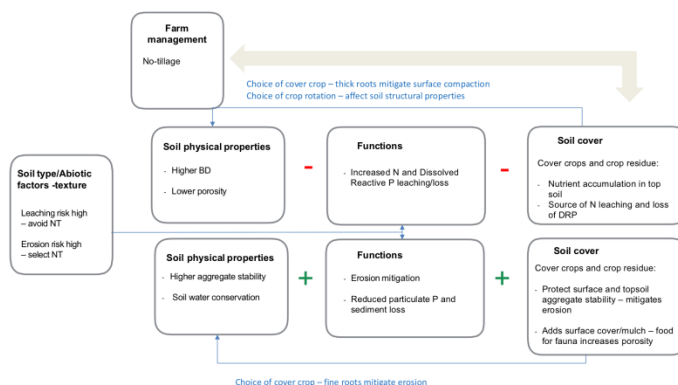 Farm
management
No-tillage
Choice of cover crop – thick roots mitigate surface compaction
Choice of crop rotation – affect soil structural properties
Soil type/Abiotic
factors -texture
Leaching risk high
– avoid NT
Erosion risk high
– select NT
Soil physical properties
- Higher BD
- Lower porosity
-
Functions
- Increased N and Dissolved
Reactive P leaching/loss
-
Soil cover
Cover crops and crop residue:
- Nutrient accumulation in top
soil
- Source of N leaching and loss
of DRP
Soil physical properties
- Higher aggregate stability
- Soil water conservation
+
Functions
- Erosion mitigation
- Reduced particulate P and
sediment loss
+
Soil cover
Cover crops and crop residue:
- Protect surface and topsoil
aggregate stability – mitigates
erosion
- Adds surface cover/mulch – food
for fauna increases porosity
Choice of cover crop – fine roots mitigate erosion